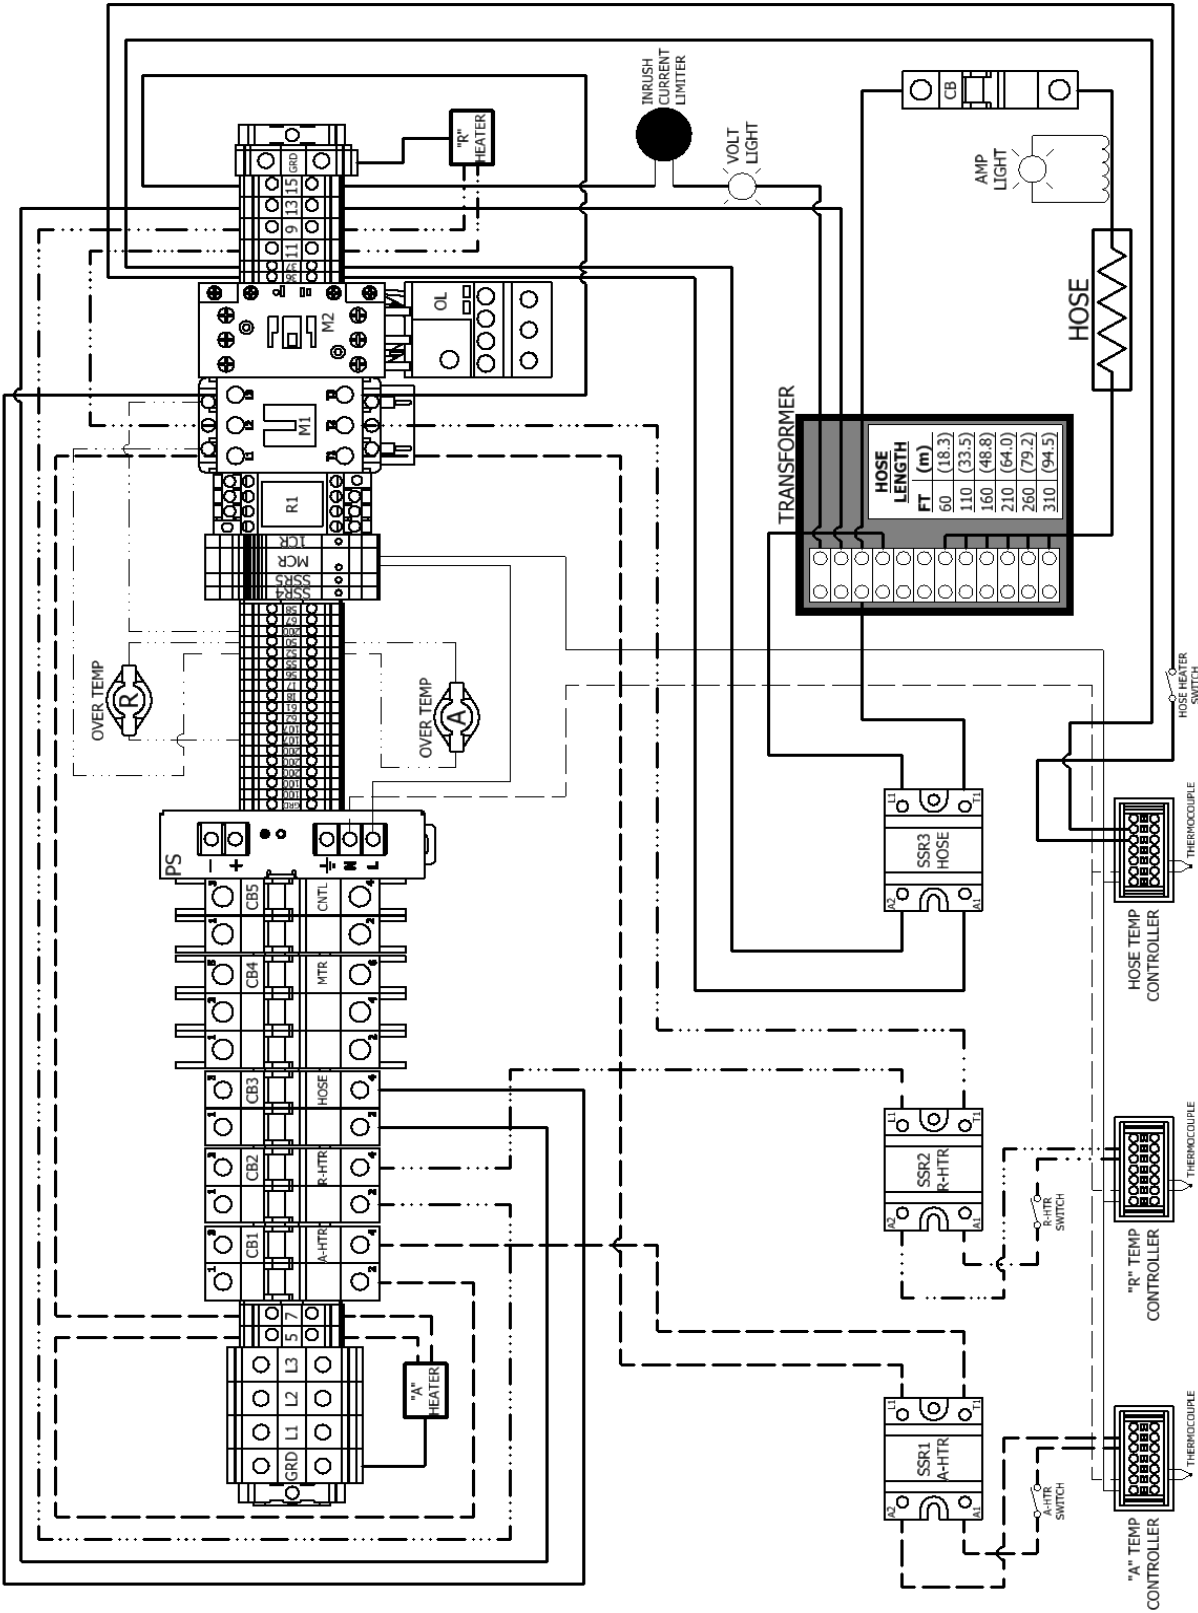 INRUSH
CURRENT
LIMITER
VOLT
LIGHT
CB
AMP
LIGHT
HOSE
"R"
HEATER
GRD
15
13
9
11
37
36
M2
OL
M1
R1
1CR
MCR
SSR5
SSR4
TRANSFORMER
HOSE
LENGTH
FT (m)
60 (18.3)
110 (33.5)
160 (48.8)
210 (64.0)
260 (79.2)
310 (94.5)
OVER TEMP
R
OVER TEMP
A
HOSE HEATER
SWITCH
PS
- +
N L
CB5 CNTL
CB4 MTR
CB3 HOSE
CB2 R-HTR
CB1 A-HTR
7
5
L3
L2
L1
GRD
"A"
HEATER
L1 T1
SSR3
HOSE
A2 A1
THERMOCOUPLE
HOSE TEMP
CONTROLLER
L1 T1
SSR2
R-HTR
A2 A1
R-HTR
SWITCH
THERMOCOUPLE
"R" TEMP
CONTROLLER
L1 T1
SSR1
A-HTR
A2 A1
A-HTR
SWITCH
THERMOCOUPLE
"A" TEMP
CONTROLLER